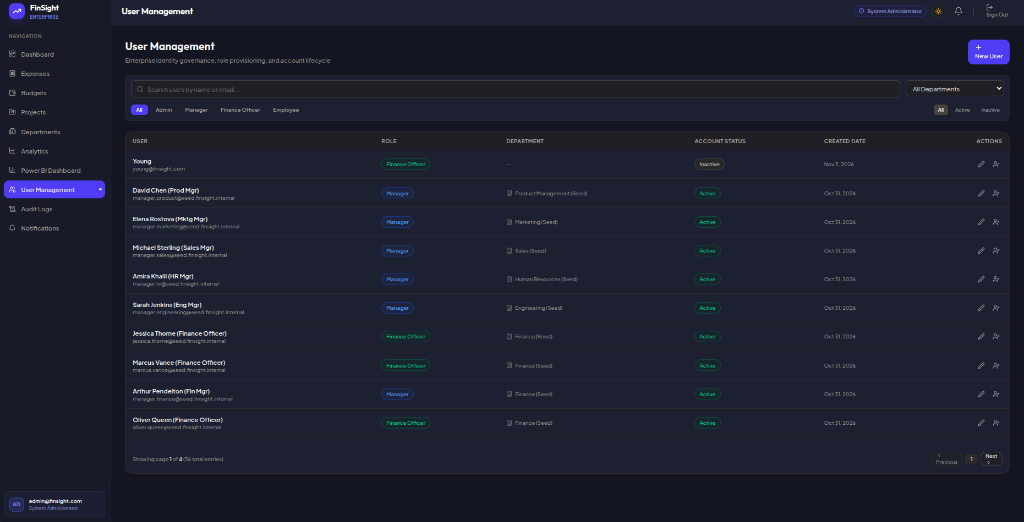 FinSight
ENTERPRISE
NAVIGATION
Dashboard
Expenses
Budgets
Projects
Departments
Analytics
Power BI Dashboard
User Management
Audit Logs
Notifications
AD
admin@finsight.com
System Administrator
User Management
System Administrator
Sign Out
User Management
Enterprise identity governance, role provisioning, and account lifecycle
+
New User
Search users by name or email...
All Departments
All Admin Manager Finance Officer Employee
All Active Inactive
USER ROLE DEPARTMENT ACCOUNT STATUS CREATED DATE ACTIONS
Young
young@finsight.com
Finance Officer
—
Inactive
Nov 3, 2026
David Chen (Prod Mgr)
manager.product@seed.finsight.internal
Manager
Product Management (Seed)
Active
Oct 31, 2026
Elena Rostova (Mktg Mgr)
manager.marketing@seed.finsight.internal
Manager
Marketing (Seed)
Active
Oct 31, 2026
Michael Sterling (Sales Mgr)
manager.sales@seed.finsight.internal
Manager
Sales (Seed)
Active
Oct 31, 2026
Amira Khalil (HR Mgr)
manager.hr@seed.finsight.internal
Manager
Human Resources (Seed)
Active
Oct 31, 2026
Sarah Jenkins (Eng Mgr)
manager.engineering@seed.finsight.internal
Manager
Engineering (Seed)
Active
Oct 31, 2026
Jessica Thorne (Finance Officer)
jessica.thorne@seed.finsight.internal
Finance Officer
Finance (Seed)
Active
Oct 31, 2026
Marcus Vance (Finance Officer)
marcus.vance@seed.finsight.internal
Finance Officer
Finance (Seed)
Active
Oct 31, 2026
Arthur Pendelton (Fin Mgr)
manager.finance@seed.finsight.internal
Manager
Finance (Seed)
Active
Oct 31, 2026
Oliver Queen (Finance Officer)
oliver.queen@seed.finsight.internal
Finance Officer
Finance (Seed)
Active
Oct 31, 2026
Showing page 1 of 4 (36 total entries)
Previous
1
Next